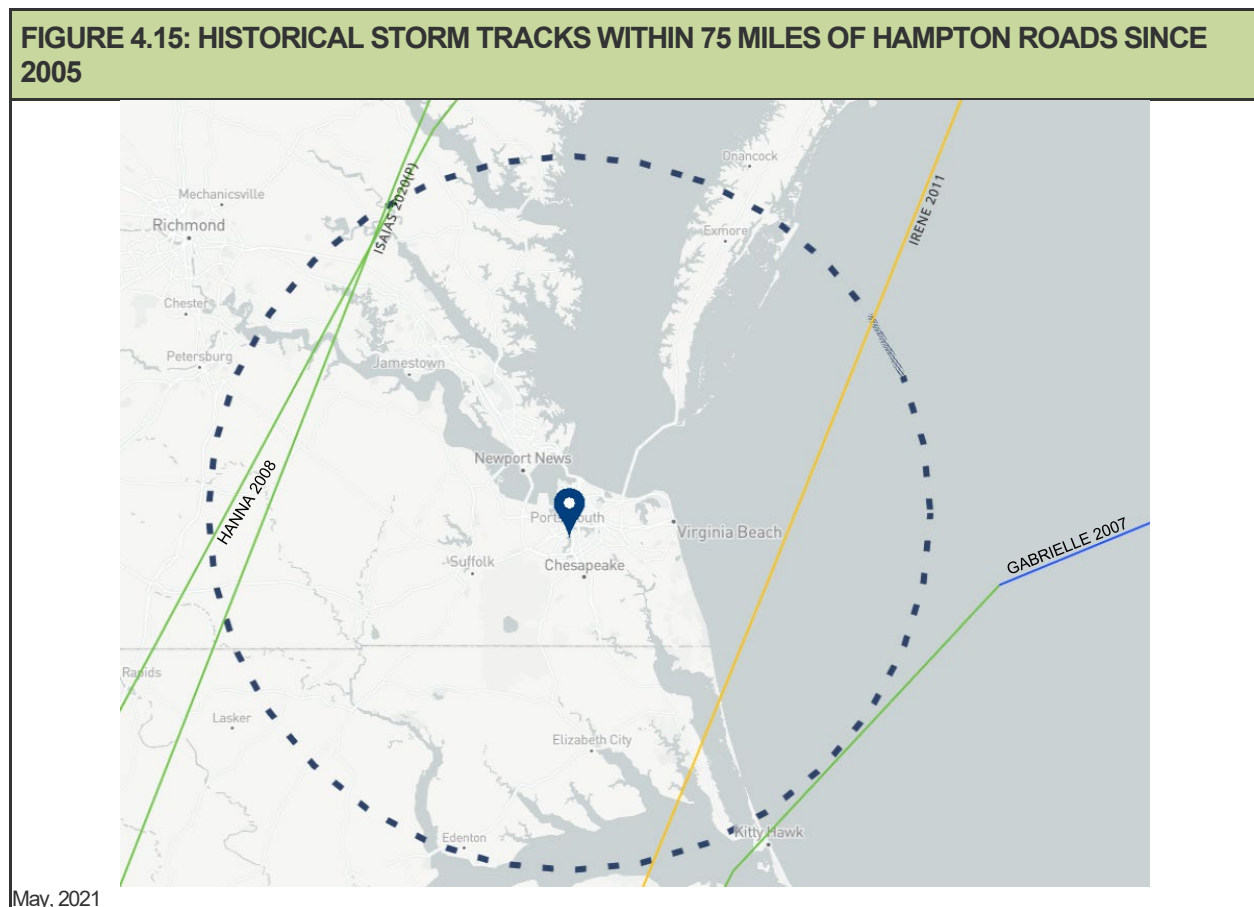 FIGURE 4.15: HISTORICAL STORM TRACKS WITHIN 75 MILES OF HAMPTON ROADS SINCE
2005
Onancock
Mechanicsville
Richmond
ISAIAS 2020(P)
IRENE 2011
Exmore
Chester
Petersburg
Jamestown
Newport News
HANNA 2008
Portsmouth
Virginia Beach
GABRIELLE 2007
Suffolk
Chesapeake
Rapids
Lasker
Elizabeth City
Edenton
Kitty Hawk
May, 2021